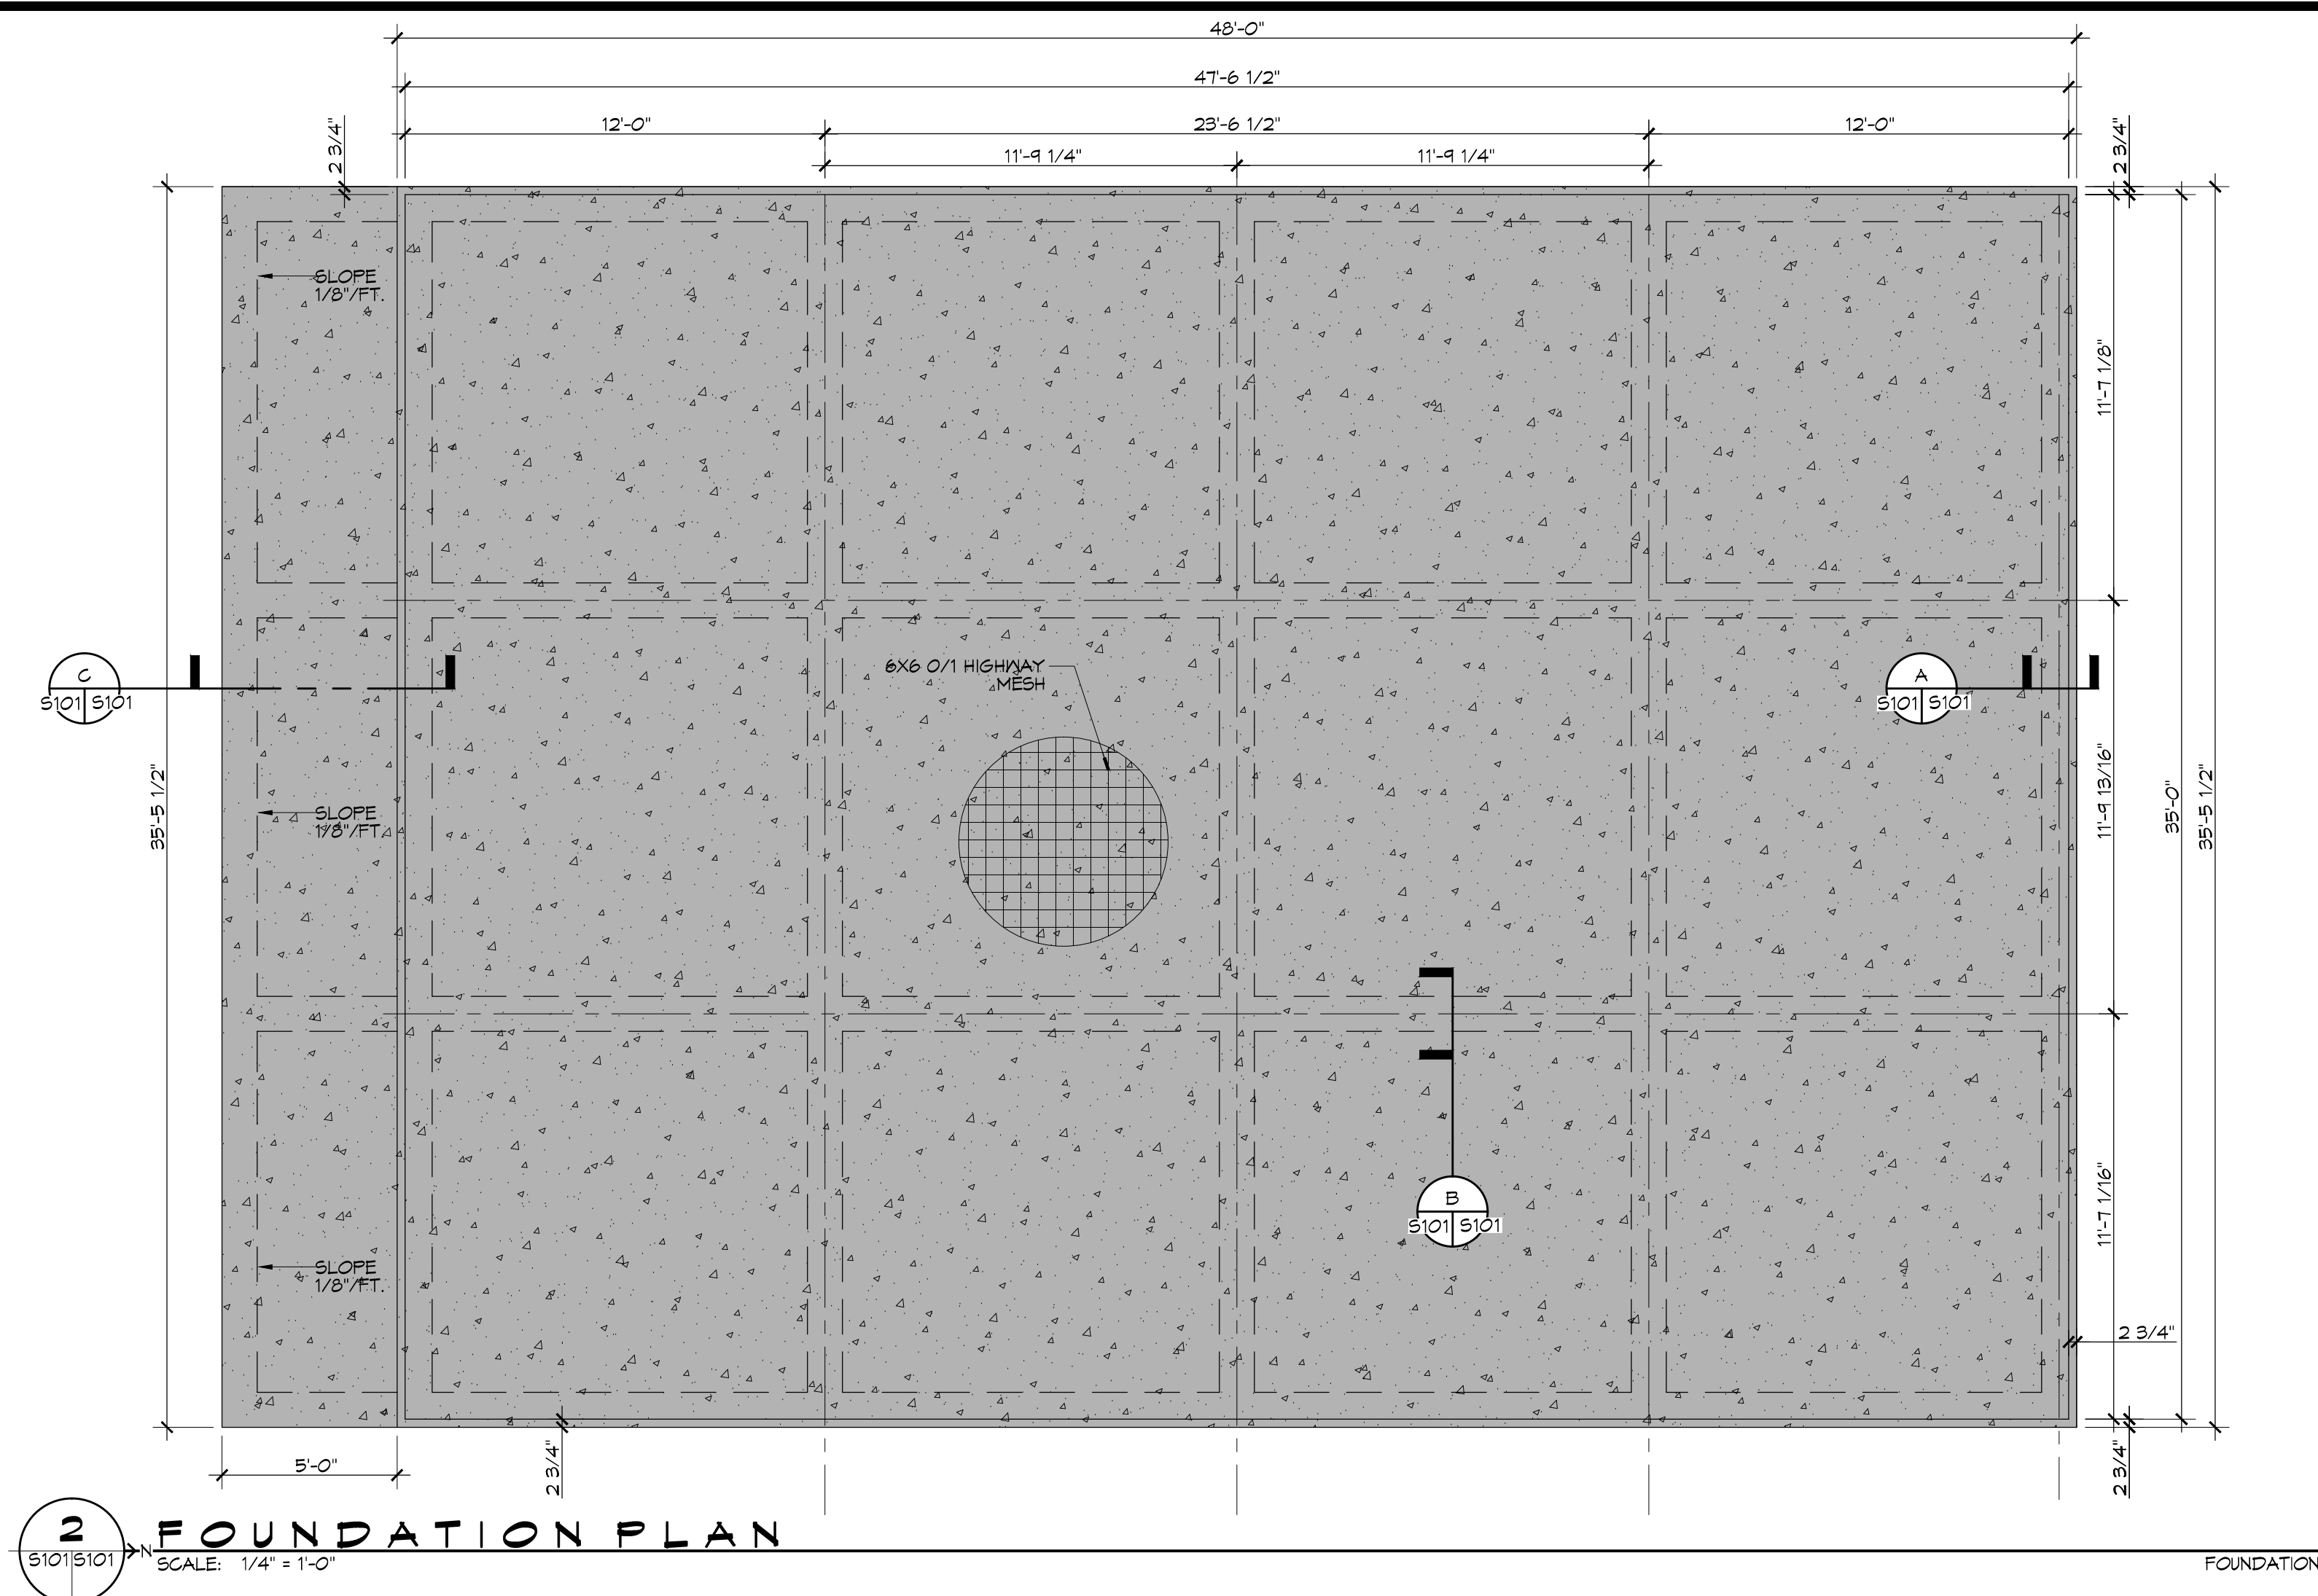 48'-0"
47'-6 1/2"
12'-0"
23'-6 1/2"
12'-0"
11'-9 1/4"
11'-9 1/4"
2 3/4"
2 3/4"
SLOPE
1/8"/FT.
11'-7 1/8"
6X6 0/1 HIGHWAY
MESH
C
S101 S101
A
S101 S101
35'-5 1/2"
SLOPE
1/8"/FT.
11'-9 13/16"
35'-0"
35'-5 1/2"
B
S101 S101
11'-7 1/16"
SLOPE
1/8"/FT.
2 3/4"
5'-0"
2 3/4"
2 3/4"
2
S101 S101
N
FOUNDATION PLAN
SCALE: 1/4" = 1'-0"
FOUNDATION